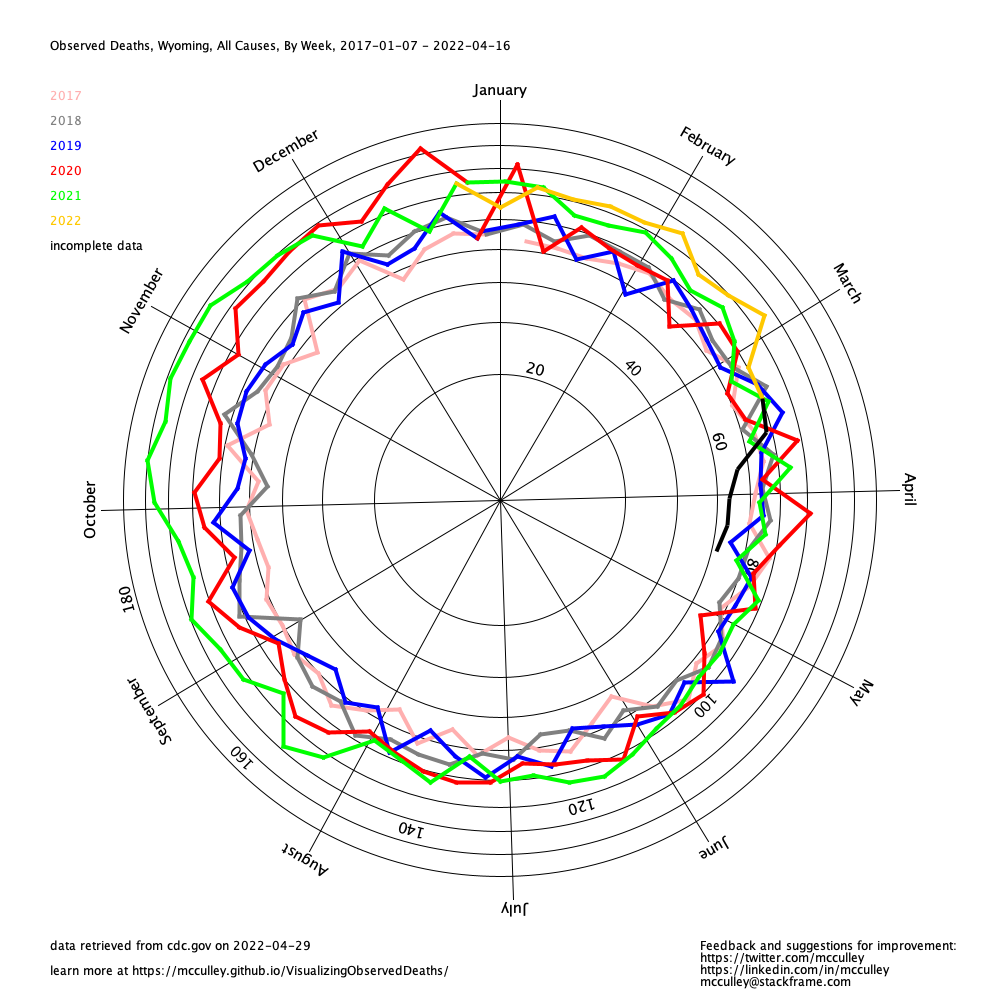 Observed Deaths, Wyoming, All Causes, By Week, 2017-01-07 - 2022-04-16
January
2017
2018
2019
2020
2021
2022
incomplete data
December
February
November
March
October
April
September
May
August
June
July
20
40
60
80
100
120
140
160
180
data retrieved from cdc.gov on 2022-04-29
learn more at https://mcculley.github.io/VisualizingObservedDeaths/
Feedback and suggestions for improvement:
https://twitter.com/mcculley
https://linkedin.com/in/mcculley
mcculley@stackframe.com